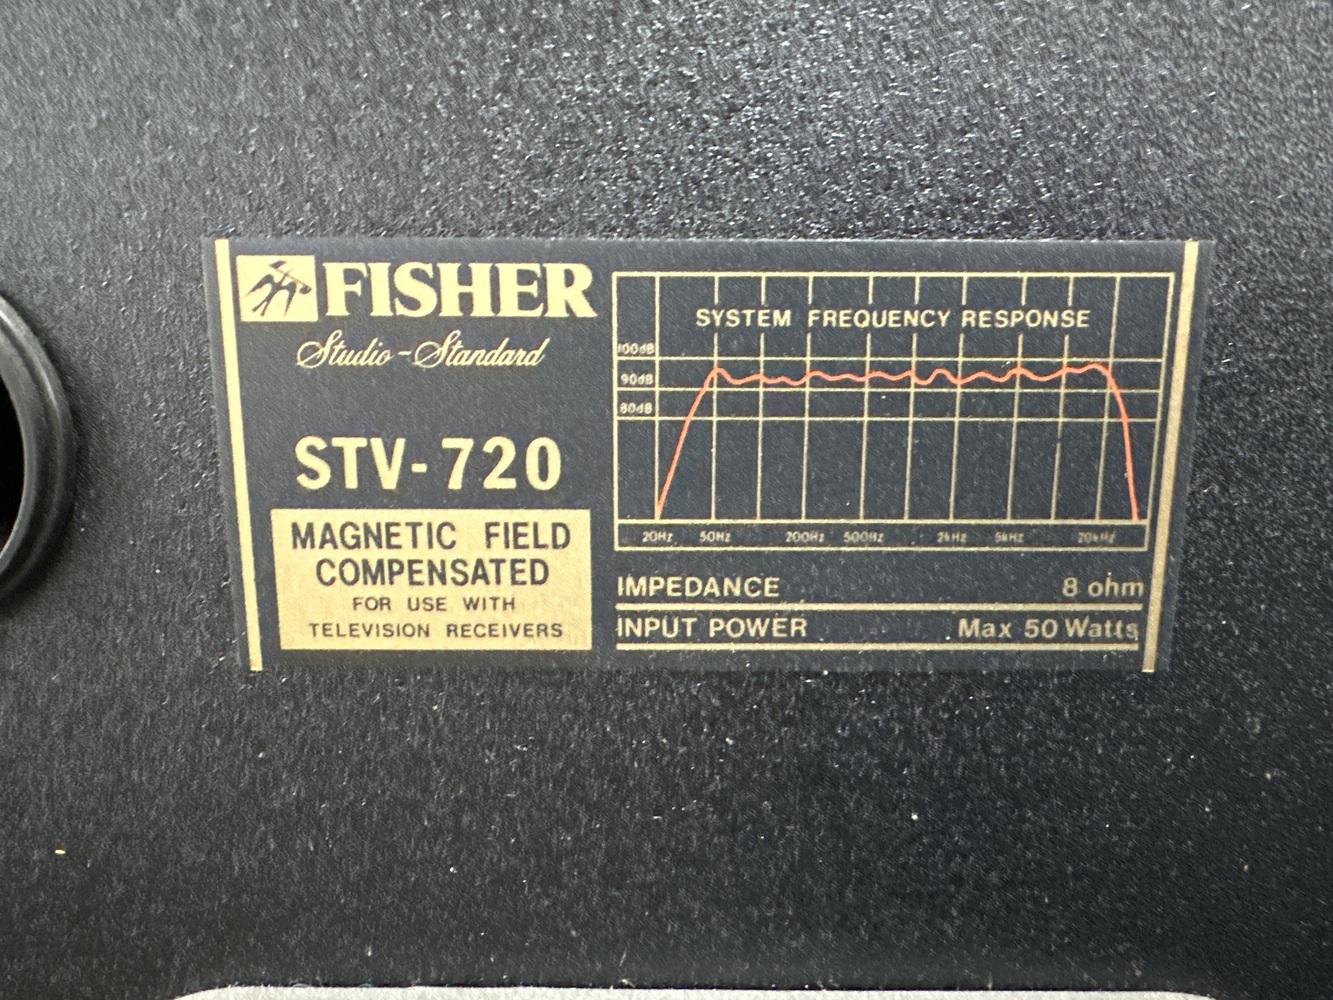 FISHER
Studio-Standard
STV-720
MAGNETIC FIELD
COMPENSATED
FOR USE WITH
TELEVISION RECEIVERS
SYSTEM FREQUENCY RESPONSE
100dB
90dB
80dB
20Hz 50Hz 200Hz 500Hz 2kHz 5kHz 20kHz
IMPEDANCE 8 ohm
INPUT POWER Max 50 Watts